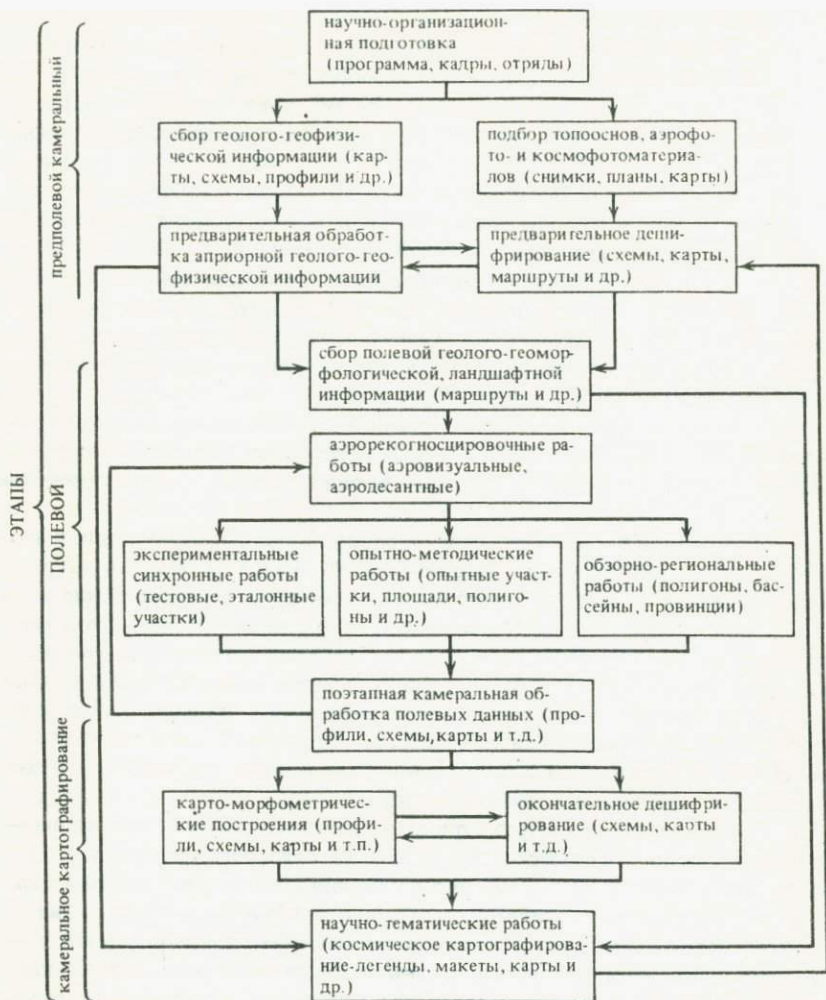 научно-организацион-
ная подготовка
(программа, кадры, отряды)
сбор геолого-геофизи-
ческой информации (кар-
ты, схемы, профили и др.)
подбор топооснов, аэрофо-
то- и космофотоматериа-
лов (снимки, планы, карты)
предварительная обработ-
ка априорной геолого-гео-
физической информации
предварительное дешиф-
рирование (схемы, карты,
маршруты и др.)
сбор полевой геолого-геоморфо-
логической, ландшафтной
информации (маршруты и др.)
аэрорекогносцировочные ра-
боты (аэровизуальные,
аэродесантные)
экспериментальные
синхронные работы
(тестовые, эталонные
участки)
опытно-методические
работы (опытные участ-
ки, площади, полиго-
ны и др.)
обзорно-региональные
работы (полигоны, бас-
сейны, провинции)
поэтапная камеральная об-
работка полевых данных (про-
фили, схемы, карты и т.д.)
карто-морфометричес-
кие построения (профи-
ли, схемы, карты и т.п.)
окончательное дешифри-
рование (схемы, карты
и т.д.)
научно-тематические работы
(космическое картографирова-
ние-легенды, макеты, карты и
др.)
ЭТАПЫ
предполевой камеральный
ПОЛЕВОЙ
камеральное картографирование